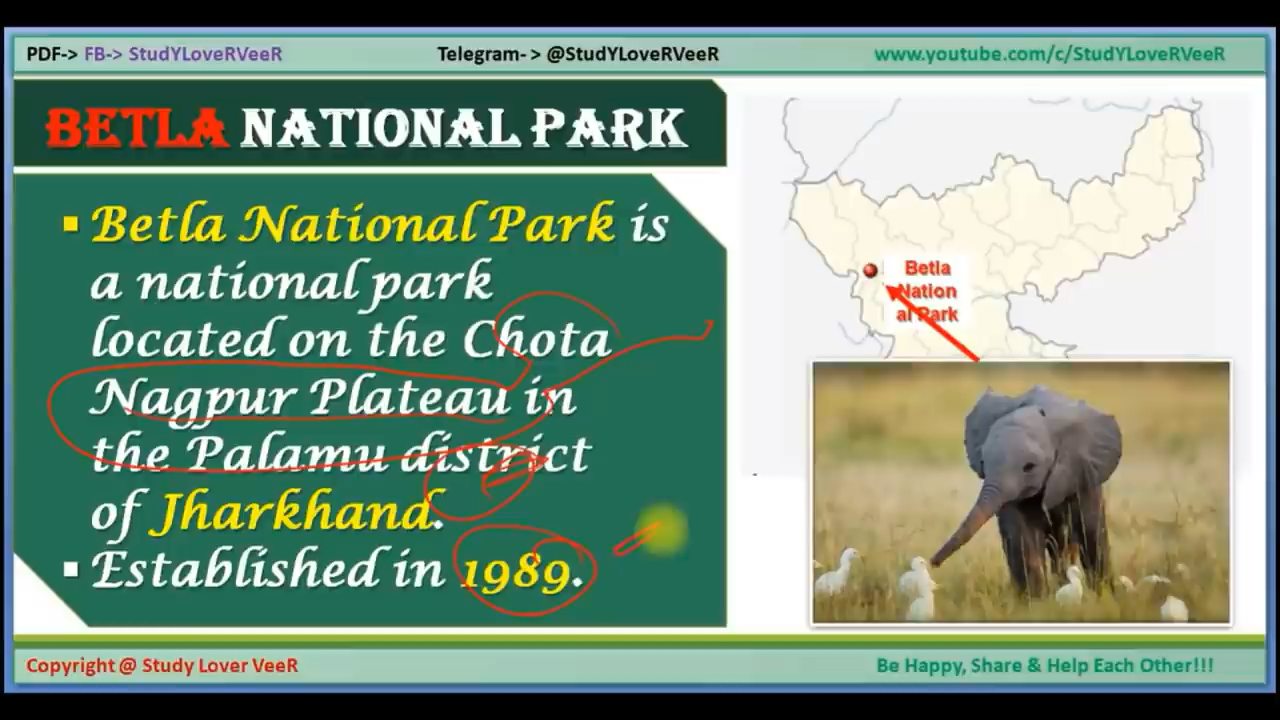 PDF-> FB-> StudYLoveRVeeR
Telegram- > @StudYLoveRVeeR
www.youtube.com/c/StudYLoveRVeeR
BETLA NATIONAL PARK
▪ Betla National Park is
a national park
located on the Chota
Nagpur Plateau in
the Palamu district
of Jharkhand.
▪ Established in 1989.
Betla
Nation
al Park
Copyright @ Study Lover VeeR
Be Happy, Share & Help Each Other!!!